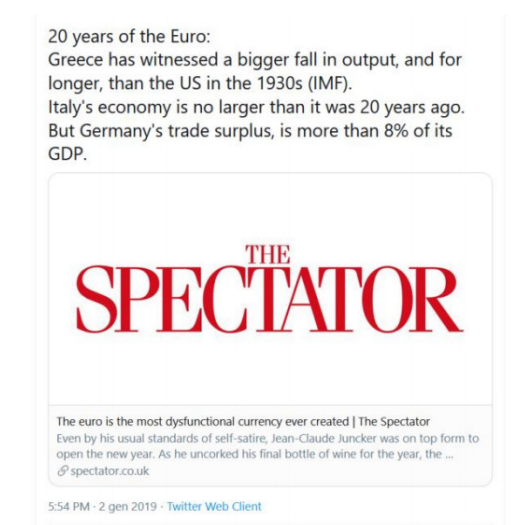 20 years of the Euro:
Greece has witnessed a bigger fall in output, and for
longer, than the US in the 1930s (IMF).
Italy's economy is no larger than it was 20 years ago.
But Germany's trade surplus, is more than 8% of its
GDP.
THE
SPECTATOR
The euro is the most dysfunctional currency ever created | The Spectator
Even by his usual standards of self-satire, Jean-Claude Juncker was on top form to
open the new year. As he uncorked his final bottle of wine for the year, the ...
spectator.co.uk
5:54 PM · 2 gen 2019 · Twitter Web Client